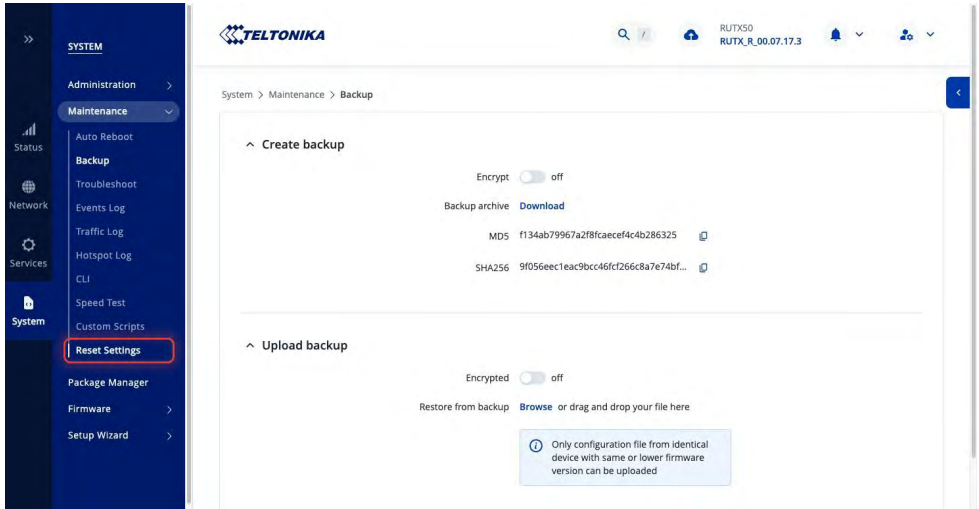 SYSTEM
Administration
Maintenance
Auto Reboot
Backup
Troubleshoot
Events Log
Traffic Log
Hotspot Log
CLI
Speed Test
Custom Scripts
Reset Settings
Package Manager
Firmware
Setup Wizard
Status
Network
Services
System
TELTONIKA
/
RUTX50
RUTX_R_00.07.17.3
System > Maintenance > Backup
Create backup
Encrypt off
Backup archive Download
MD5 f134ab79967a2f8fcaecef4c4b286325
SHA256 9f056eec1eac9bcc46fcf266c8a7e74bf...
Upload backup
Encrypted off
Restore from backup Browse or drag and drop your file here
Only configuration file from identical
device with same or lower firmware
version can be uploaded